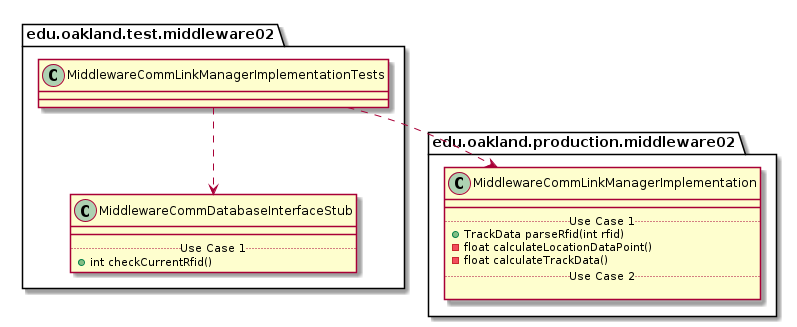 edu.oakland.test.middleware02
C MiddlewareCommLinkManagerImplementationTests
C MiddlewareCommDatabaseInterfaceStub
Use Case 1
int checkCurrentRfid()
edu.oakland.production.middleware02
C MiddlewareCommLinkManagerImplementation
Use Case 1
TrackData parseRfid(int rfid)
float calculateLocationDataPoint()
float calculateTrackData()
Use Case 2